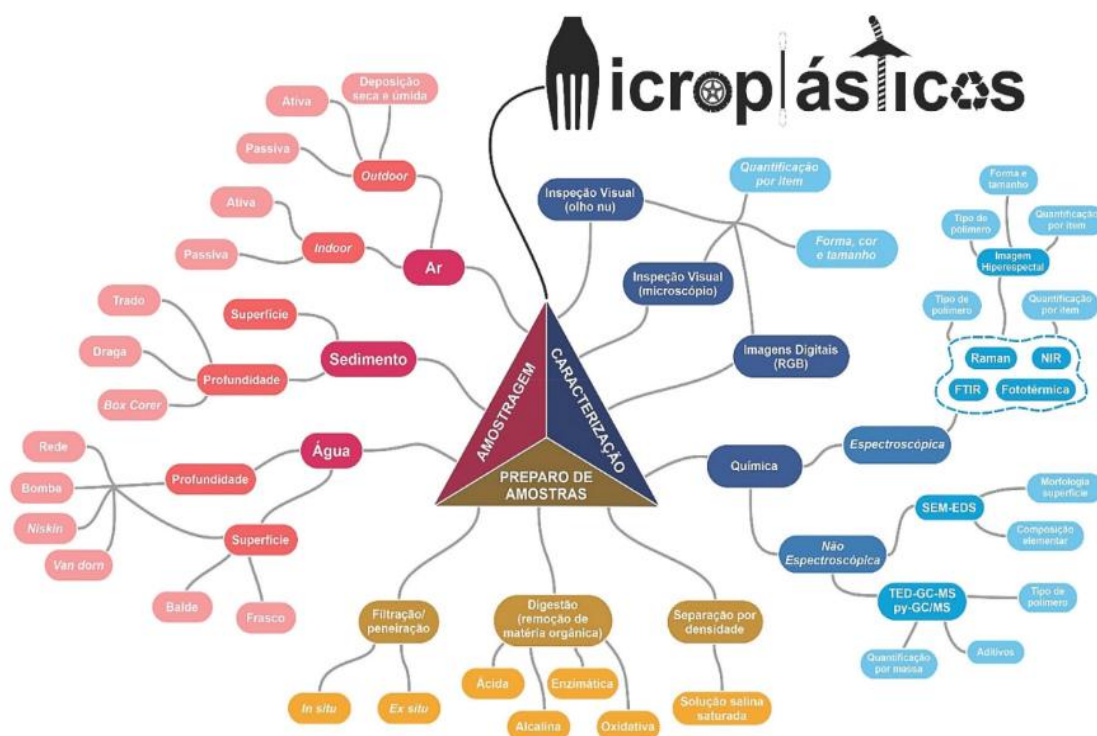 Microplásticos
Deposição
seca e úmida
Ativa
Passiva
Outdoor
Ativa
Passiva
Indoor
Ar
Superfície
Trado
Draga
Box Corer
Profundidade
Sedimento
Rede
Bomba
Niskin
Van dorn
Profundidade
Água
Superfície
Balde
Frasco
AMOSTRAGEM
CARACTERIZAÇÃO
PREPARO DE
AMOSTRAS
Inspeção Visual
(olho nu)
Quantificação
por item
Forma, cor
e tamanho
Inspeção Visual
(microscópio)
Imagens Digitais
(RGB)
Forma e
tamanho
Tipo de
polímero
Quantificação
por item
Imagem
Hiperespectal
Tipo de
polímero
Quantificação
por item
Raman
NIR
FTIR
Fototérmica
Química
Espectroscópica
Não
Espectroscópica
SEM-EDS
Morfologia
superfície
Composição
elementar
TED-GC-MS
py-GC/MS
Tipo de
polímero
Quantificação
por massa
Aditivos
Filtração/
peneiração
In situ
Ex situ
Digestão
(remoção de
matéria orgânica)
Ácida
Alcalina
Enzimática
Oxidativa
Separação por
densidade
Solução salina
saturada